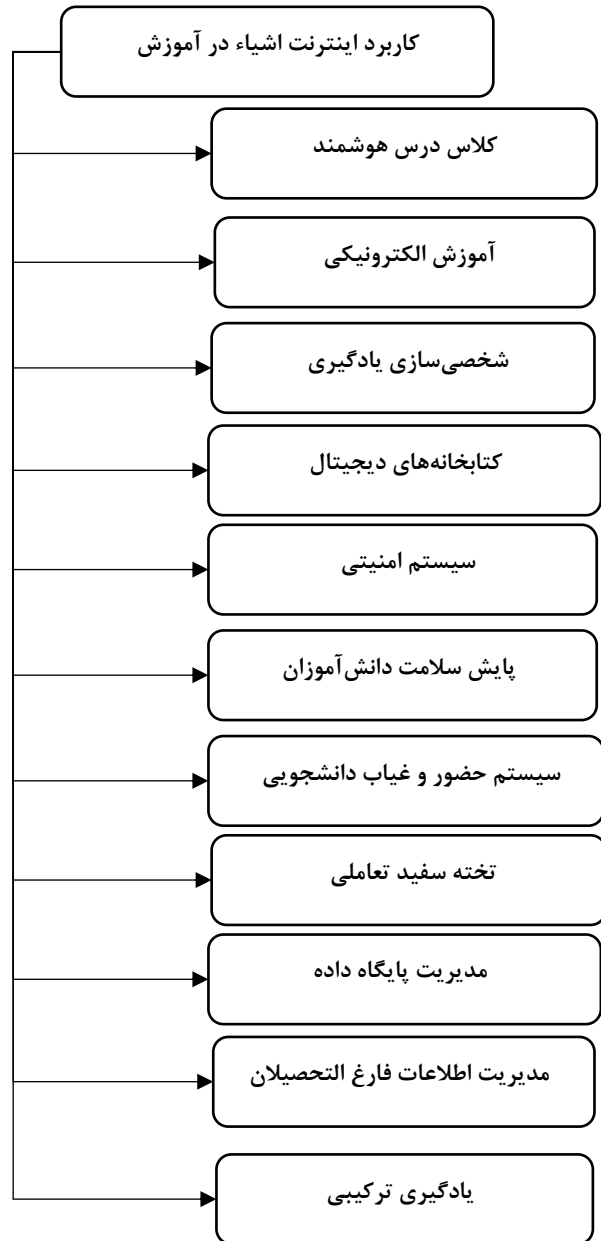 کاربرد اینترنت اشیاء در آموزش
کلاس درس هوشمند
آموزش الکترونیکی
شخصی‌سازی یادگیری
کتابخانه‌های دیجیتال
سیستم امنیتی
پایش سلامت دانش‌آموزان
سیستم حضور و غیاب دانشجویی
تخته سفید تعاملی
مدیریت پایگاه داده
مدیریت اطلاعات فارغ التحصیلان
یادگیری ترکیبی